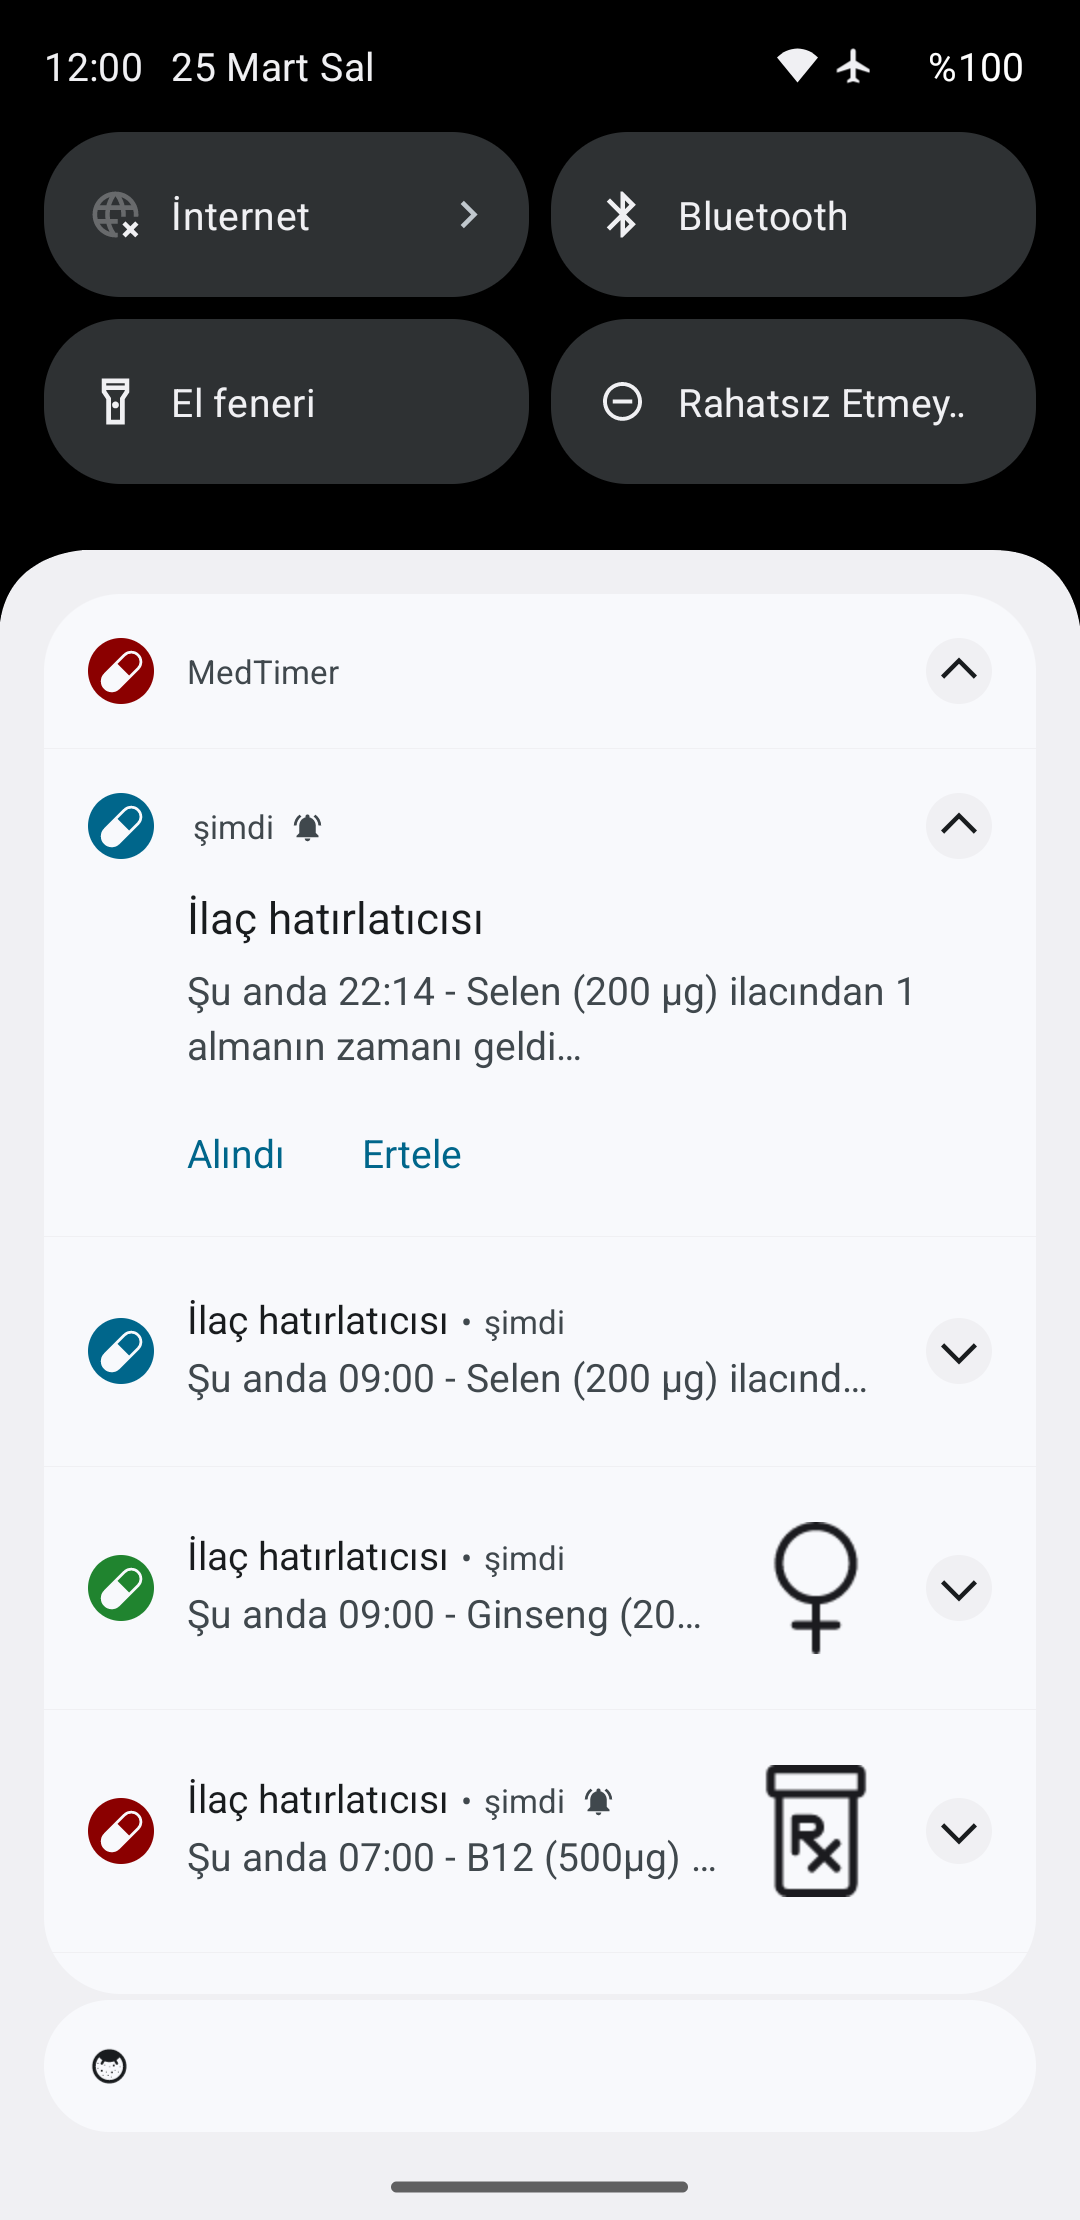 12:00 25 Mart Sal %100
İnternet
Bluetooth
El feneri
Rahatsız Etmey..
MedTimer
şimdi
İlaç hatırlatıcısı
Şu anda 22:14 - Selen (200 µg) ilacından 1
almanın zamanı geldi…
Alındı Ertele
İlaç hatırlatıcısı • şimdi
Şu anda 09:00 - Selen (200 µg) ilacınd…
İlaç hatırlatıcısı • şimdi
Şu anda 09:00 - Ginseng (20…
İlaç hatırlatıcısı • şimdi
Şu anda 07:00 - B12 (500µg) …
Rx